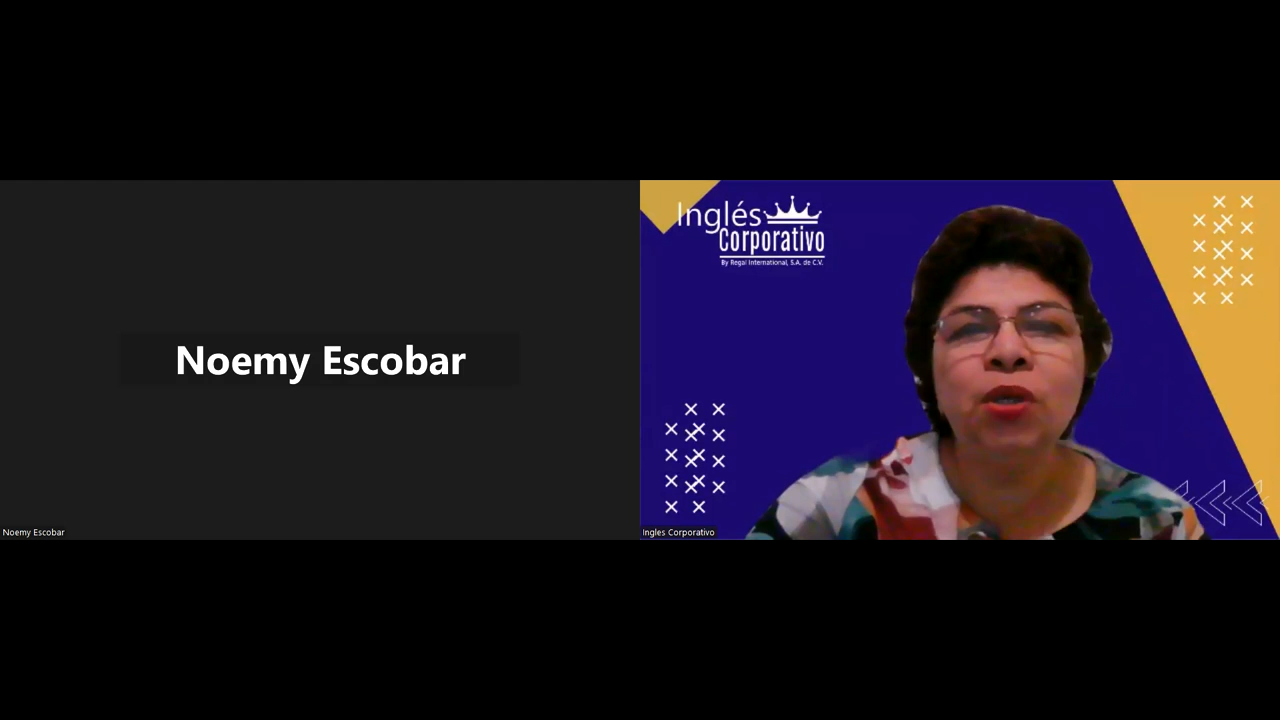 Noemy Escobar
Noemy Escobar
Inglés
Corporativo
By Regal International, S.A. de C.V.
Ingles Corporativo